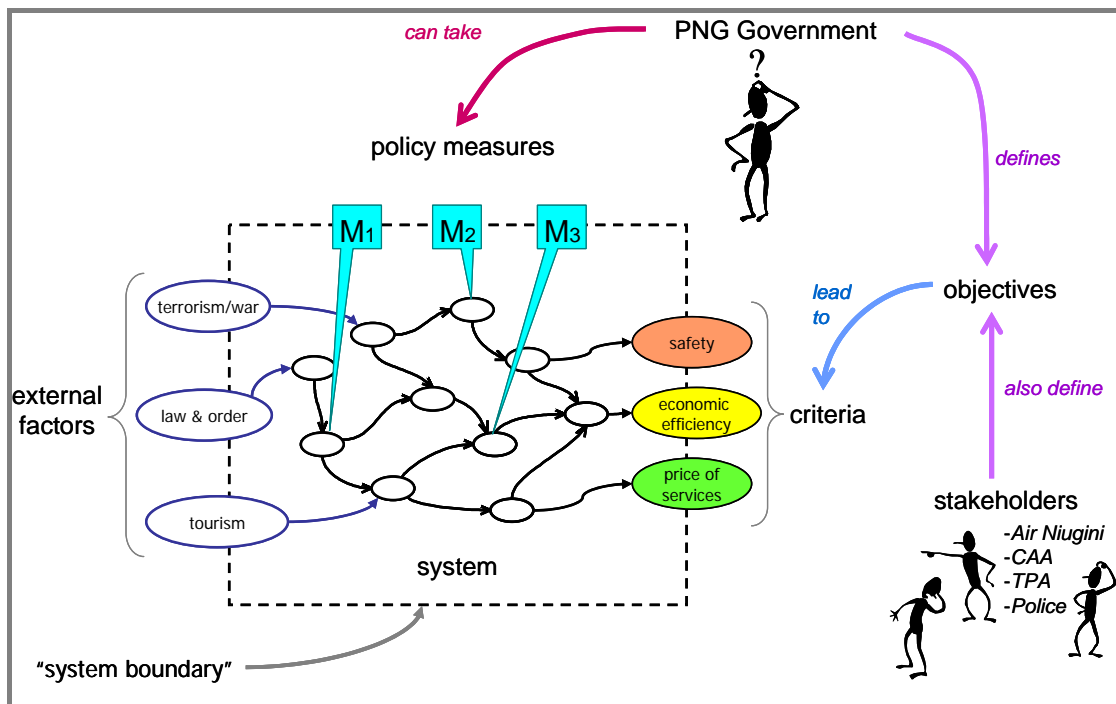 can take
PNG Government
?
policy measures
defines
M1
M2
M3
terrorism/war
lead
to
objectives
safety
external
factors
law & order
economic
efficiency
criteria
also define
price of
services
tourism
stakeholders
-Air Niugini
-CAA
-TPA
-Police
system
"system boundary"